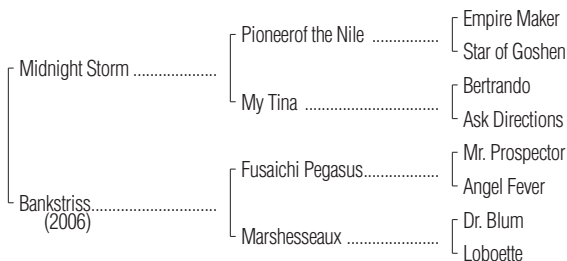 Empire Maker
Pioneerof the Nile ................
Star of Goshen
Midnight Storm ....................
Bertrando
My Tina ................................
Ask Directions
Mr. Prospector
Fusaichi Pegasus..................
Angel Fever
Bankstriss..............................
(2006)
Dr. Blum
Marshesseaux ......................
Loboette